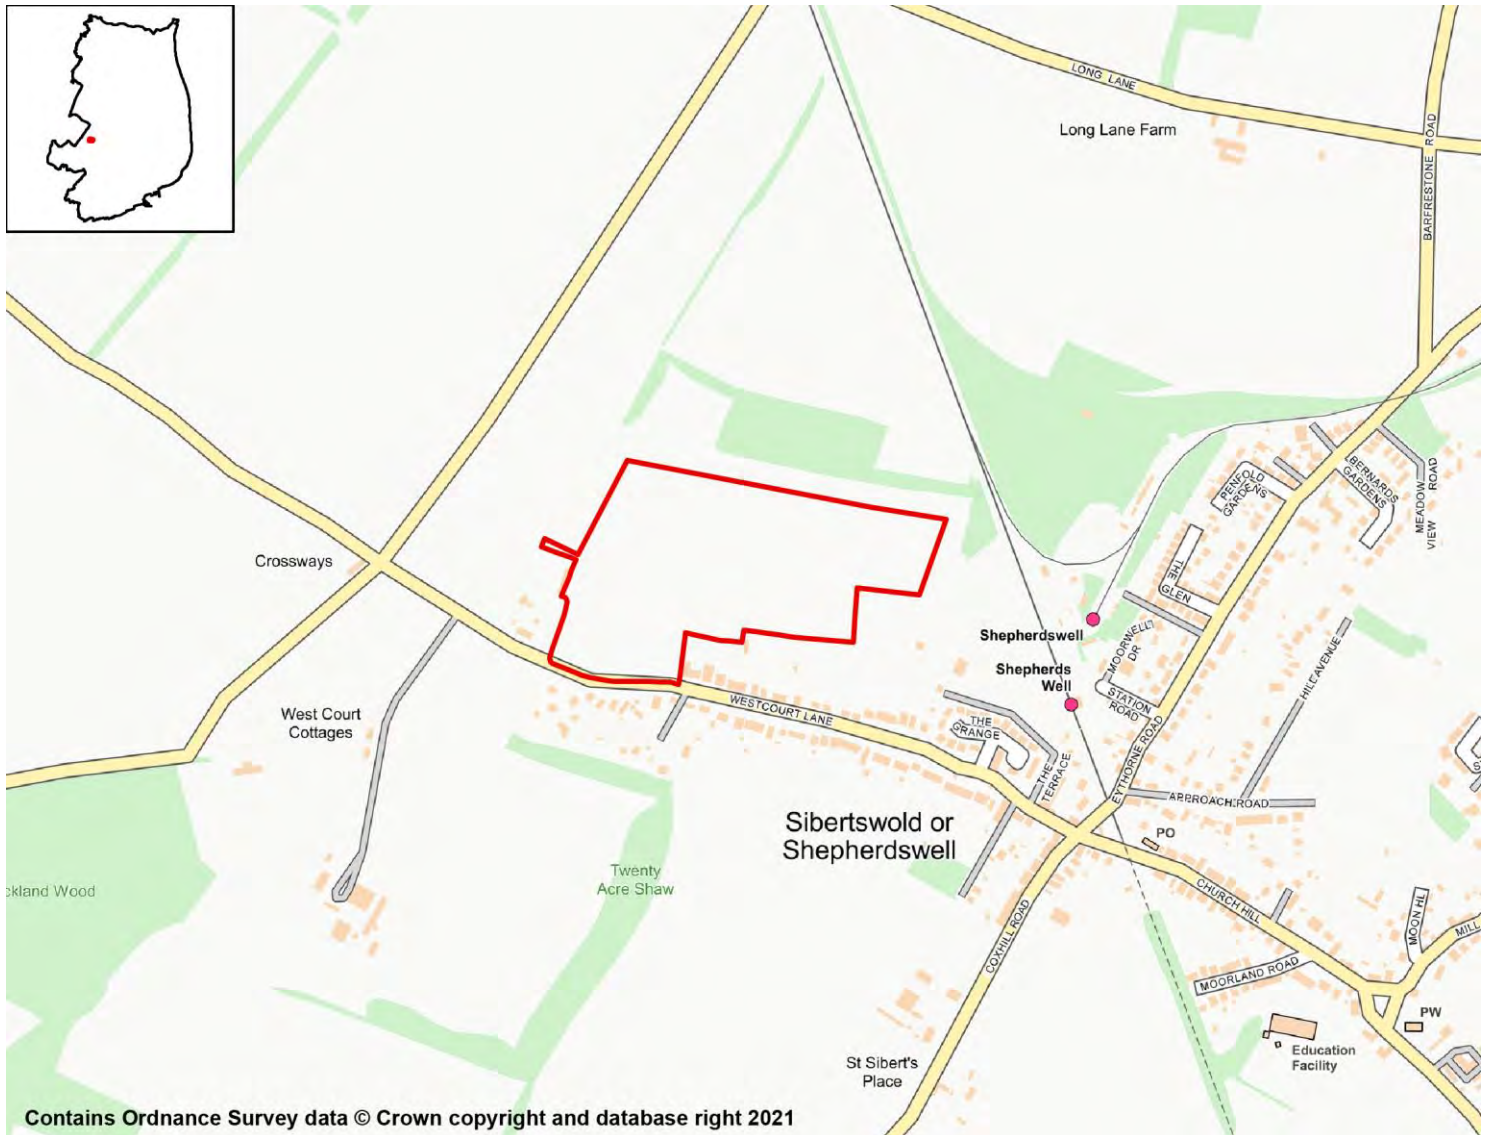 LONG LANE
Long Lane Farm
BARFRESTONE ROAD
Crossways
West Court
Cottages
PENFOLD
GARDENS
BERNARDS
GARDENS
MEADOW
VIEW ROAD
THE
GLEN
Shepherdswell
MOORWELL
DR
Shepherds
Well
STATION
ROAD
HILL AVENUE
WESTCOURT LANE
THE
GRANGE
THE
TERRACE
EYTHORNE ROAD
APPROACH ROAD
Sibertswold or
Shepherdswell
PO
Twenty
Acre Shaw
ckland Wood
CHURCH HILL
COXHILL ROAD
MOON HL
MILL
MOORLAND ROAD
PW
Education
Facility
St Sibert's
Place
Contains Ordnance Survey data © Crown copyright and database right 2021